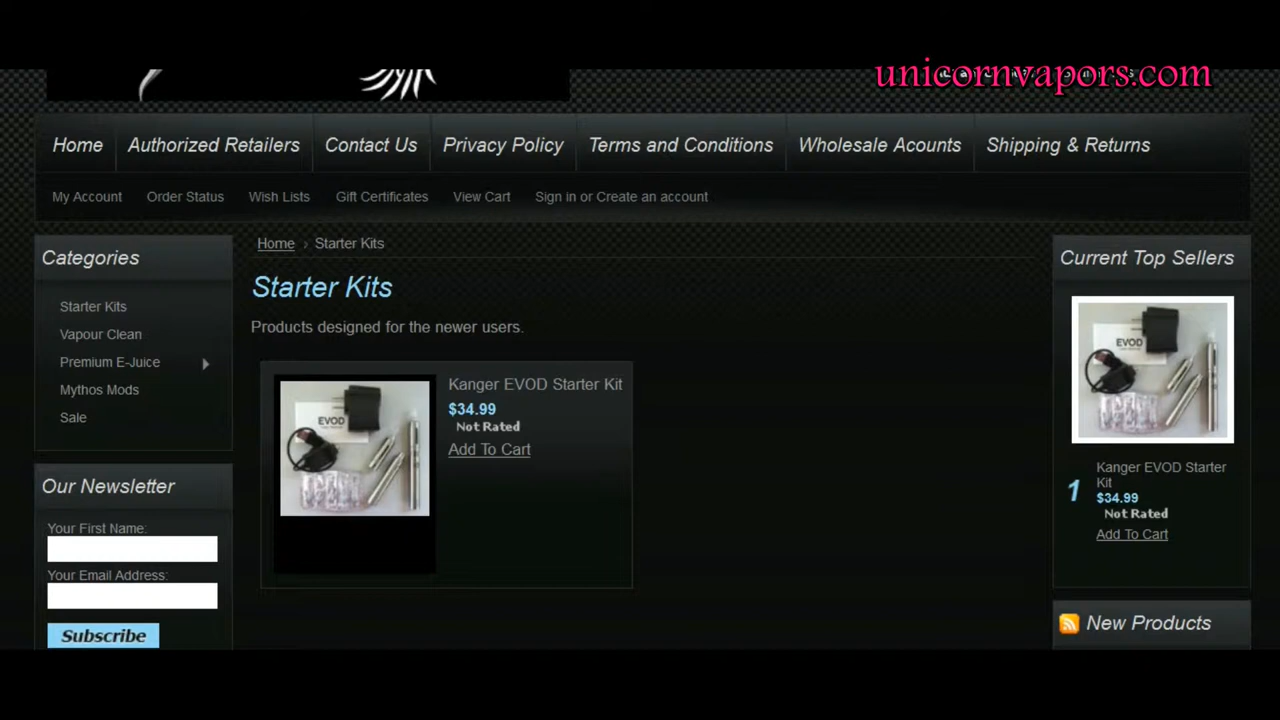 unicornvapors.com
Home
Authorized Retailers
Contact Us
Privacy Policy
Terms and Conditions
Wholesale Acounts
Shipping & Returns
My Account
Order Status
Wish Lists
Gift Certificates
View Cart
Sign in or Create an account
Categories
Starter Kits
Vapour Clean
Premium E-Juice
Mythos Mods
Sale
Our Newsletter
Your First Name:
Your Email Address:
Subscribe
Home › Starter Kits
Starter Kits
Products designed for the newer users.
EVOD
Kanger EVOD Starter Kit
$34.99
Not Rated
Add To Cart
Current Top Sellers
EVOD
1
Kanger EVOD Starter
Kit
$34.99
Not Rated
Add To Cart
New Products